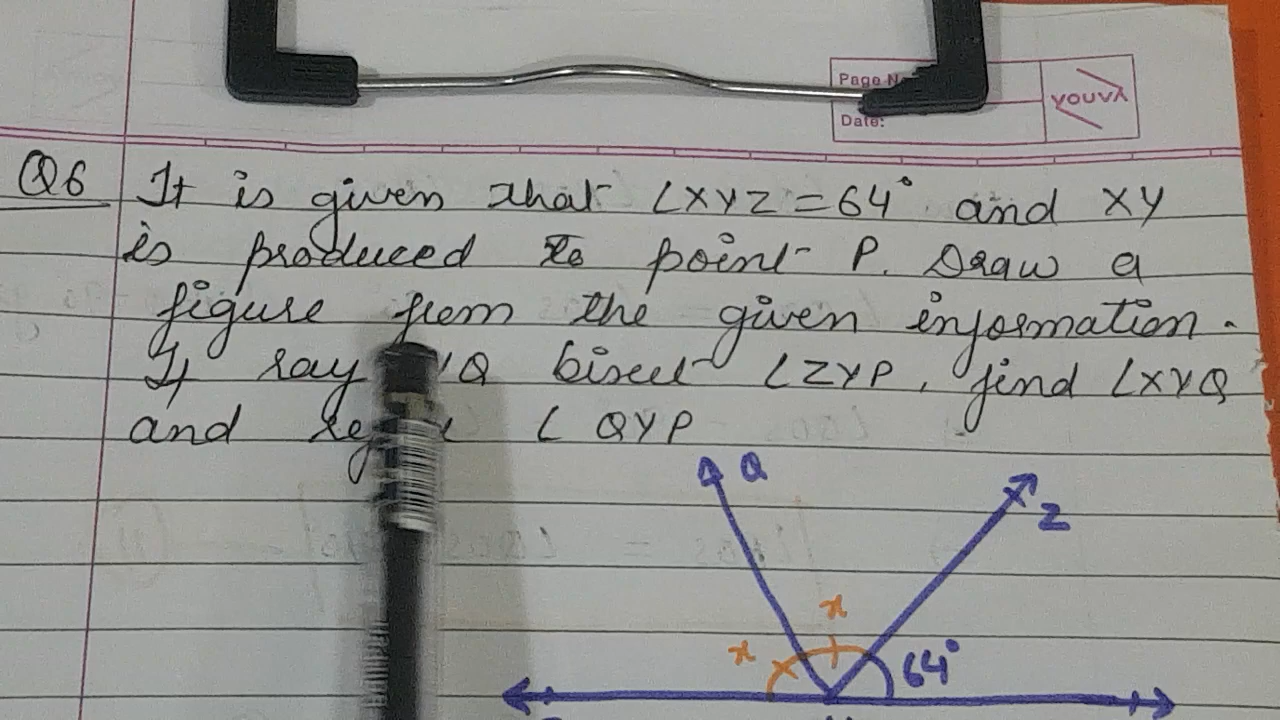 Page No
Date:
YOUVA
Q6 It is given that ∠XYZ = 64° and XY
is produced to point P. Draw a
figure from the given information.
If ray YQ bisect ∠ZYP, find ∠XYQ
and ∠QYP
Q
Z
x
x
64°